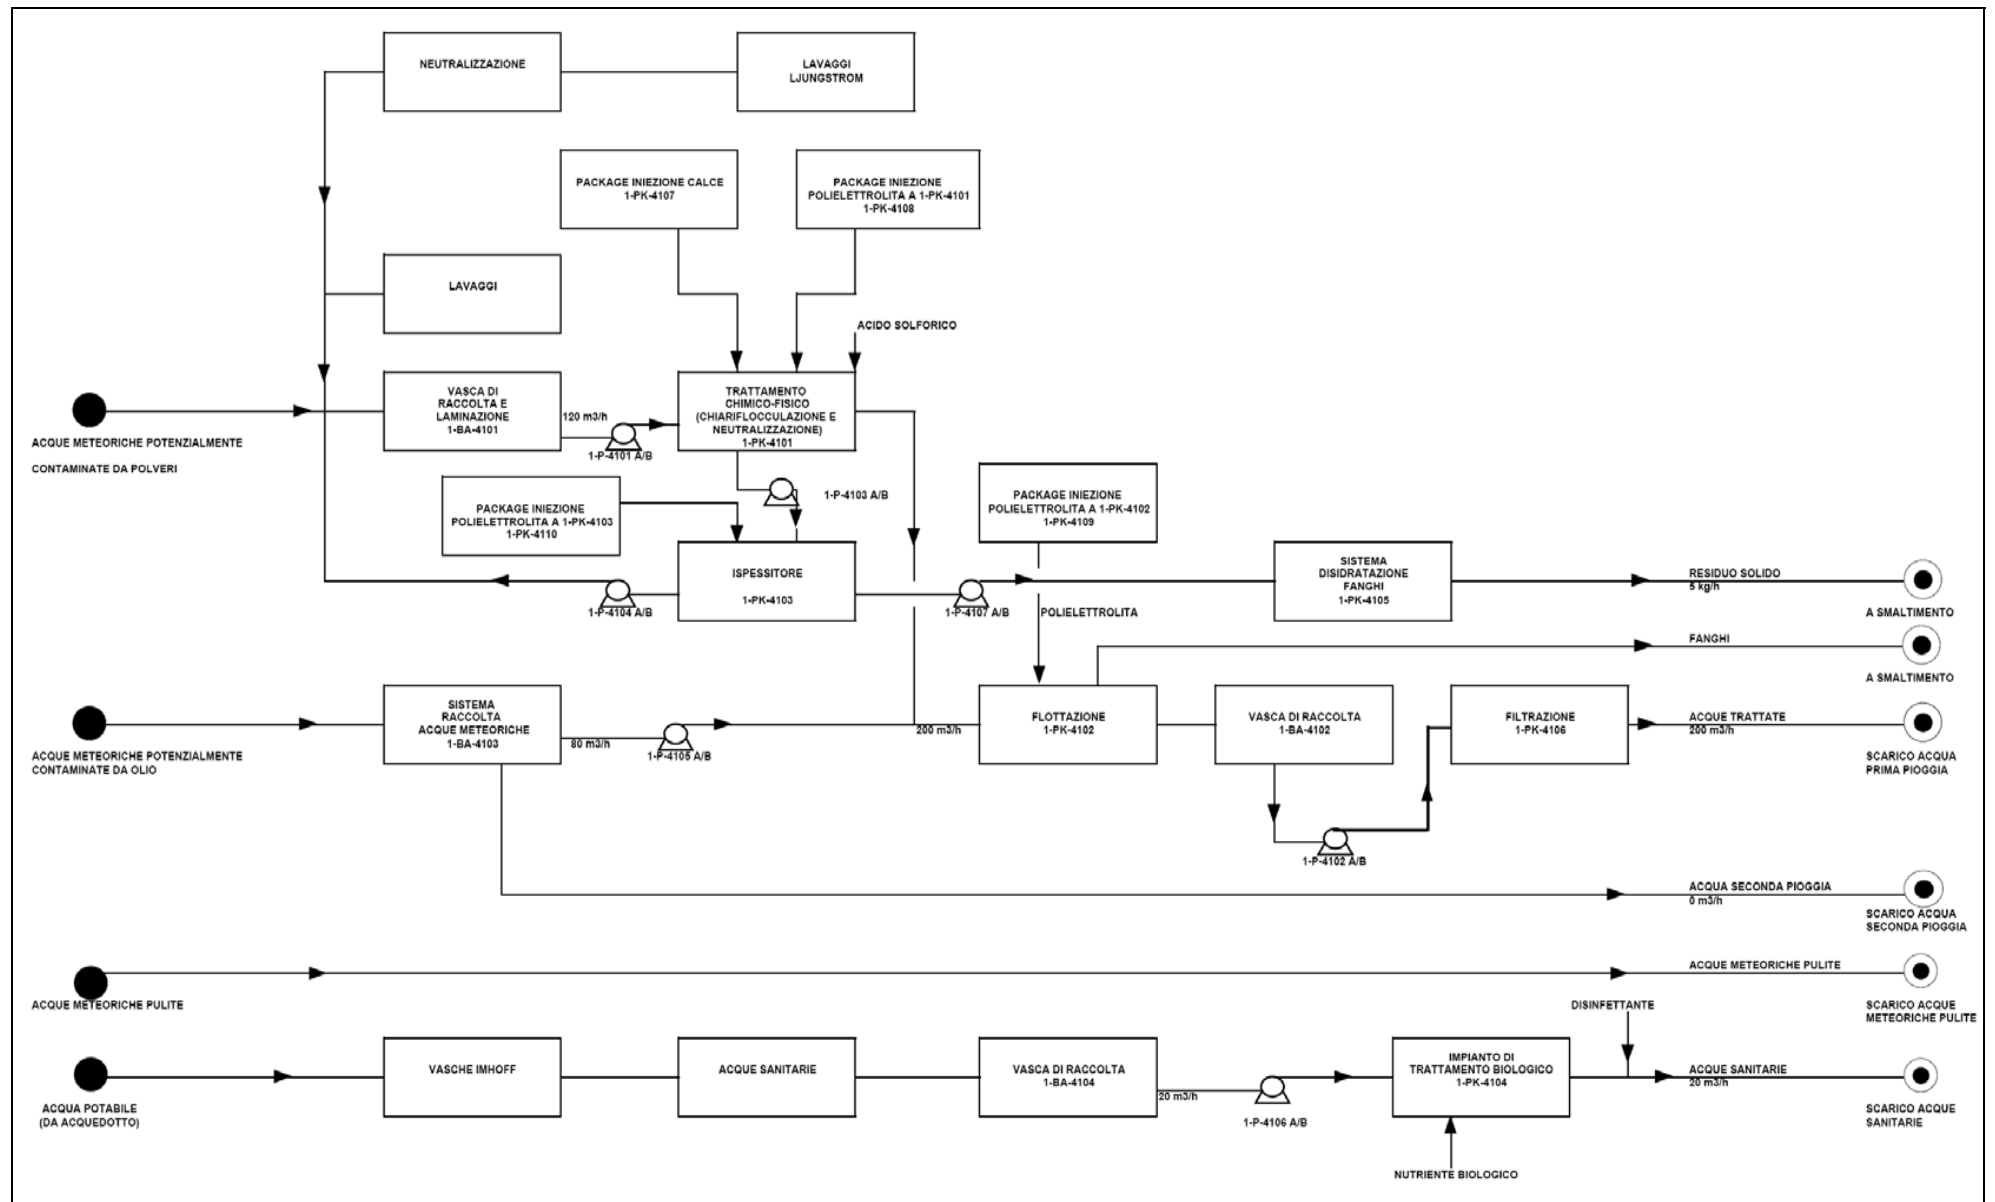 NEUTRALIZZAZIONE
LAVAGGI
LJUNGSTROM
PACKAGE INIEZIONE CALCE
1-PK-4107
PACKAGE INIEZIONE
POLIELETTROLITA A 1-PK-4101
1-PK-4108
LAVAGGI
ACIDO SOLFORICO
ACQUE METEORICHE POTENZIALMENTE
CONTAMINATE DA POLVERI
VASCA DI
RACCOLTA E
LAMINAZIONE
1-BA-4101
120 m3/h
1-P-4101 A/B
TRATTAMENTO
CHIMICO-FISICO
(CHIARIFLOCCULAZIONE E
NEUTRALIZZAZIONE)
1-PK-4101
1-P-4103 A/B
PACKAGE INIEZIONE
POLIELETTROLITA A 1-PK-4103
1-PK-4110
PACKAGE INIEZIONE
POLIELETTROLITA A 1-PK-4102
1-PK-4109
1-P-4104 A/B
ISPESSITORE
1-PK-4103
1-P-4107 A/B
POLIELETTROLITA
SISTEMA
DISIDRATAZIONE
FANGHI
1-PK-4105
RESIDUO SOLIDO
5 kg/h
A SMALTIMENTO
FANGHI
A SMALTIMENTO
ACQUE METEORICHE POTENZIALMENTE
CONTAMINATE DA OLIO
SISTEMA
RACCOLTA
ACQUE METEORICHE
1-BA-4103
80 m3/h
1-P-4105 A/B
200 m3/h
FLOTTAZIONE
1-PK-4102
VASCA DI RACCOLTA
1-BA-4102
1-P-4102 A/B
FILTRAZIONE
1-PK-4106
ACQUE TRATTATE
200 m3/h
SCARICO ACQUA
PRIMA PIOGGIA
ACQUA SECONDA PIOGGIA
0 m3/h
SCARICO ACQUA
SECONDA PIOGGIA
ACQUE METEORICHE PULITE
ACQUE METEORICHE PULITE
SCARICO ACQUE
METEORICHE PULITE
DISINFETTANTE
ACQUA POTABILE
(DA ACQUEDOTTO)
VASCHE IMHOFF
ACQUE SANITARIE
VASCA DI RACCOLTA
1-BA-4104
20 m3/h
1-P-4106 A/B
IMPIANTO DI
TRATTAMENTO BIOLOGICO
1-PK-4104
NUTRIENTE BIOLOGICO
ACQUE SANITARIE
20 m3/h
SCARICO ACQUE
SANITARIE